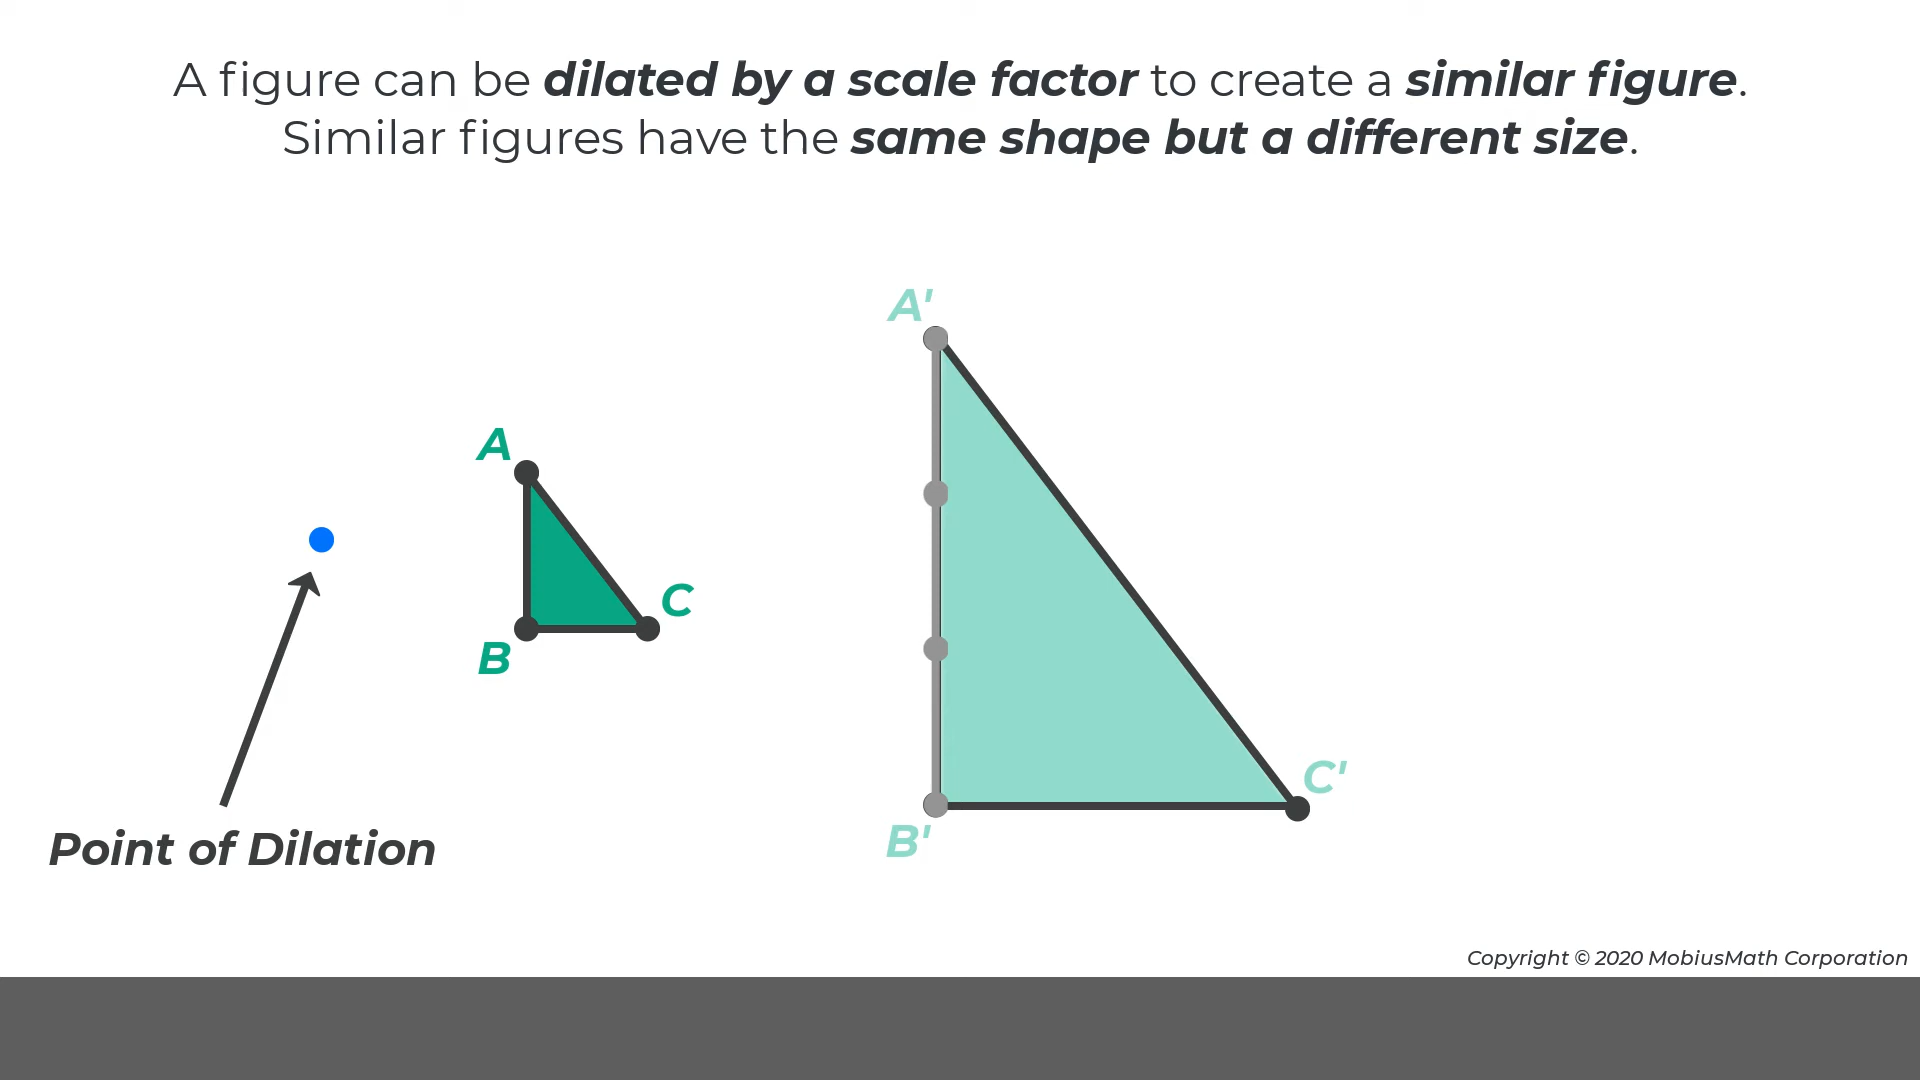 A figure can be dilated by a scale factor to create a similar figure.
Similar figures have the same shape but a different size.
A'
A
C
B
C'
B'
Point of Dilation
Copyright © 2020 MobiusMath Corporation